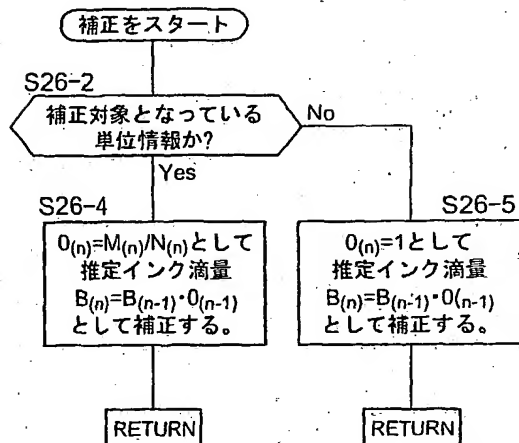 補正をスタート
S26-2
補正対象となっている
単位情報か?
No
Yes
S26-4
O(n)=M(n)/N(n)として
推定インク滴量
B(n)=B(n-1)・O(n-1)
として補正する。
S26-5
O(n)=1として
推定インク滴量
B(n)=B(n-1)・O(n-1)
として補正する。
RETURN
RETURN